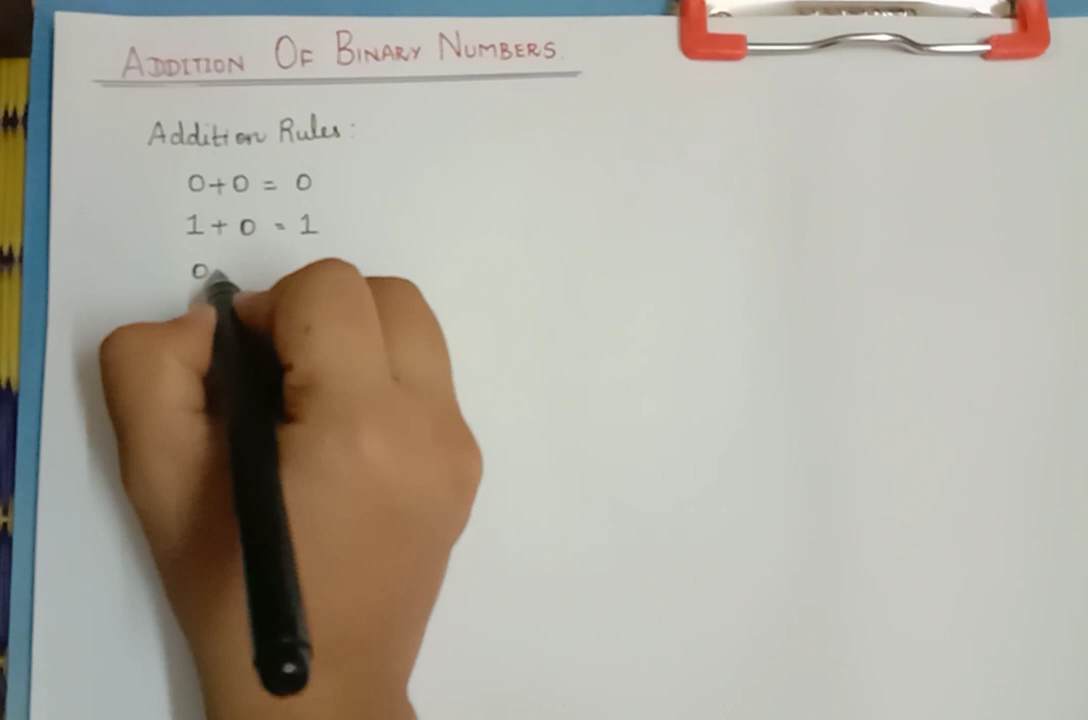 ADDITION OF BINARY NUMBERS.
Addition Rules:
0+0 = 0
1+0 = 1
0